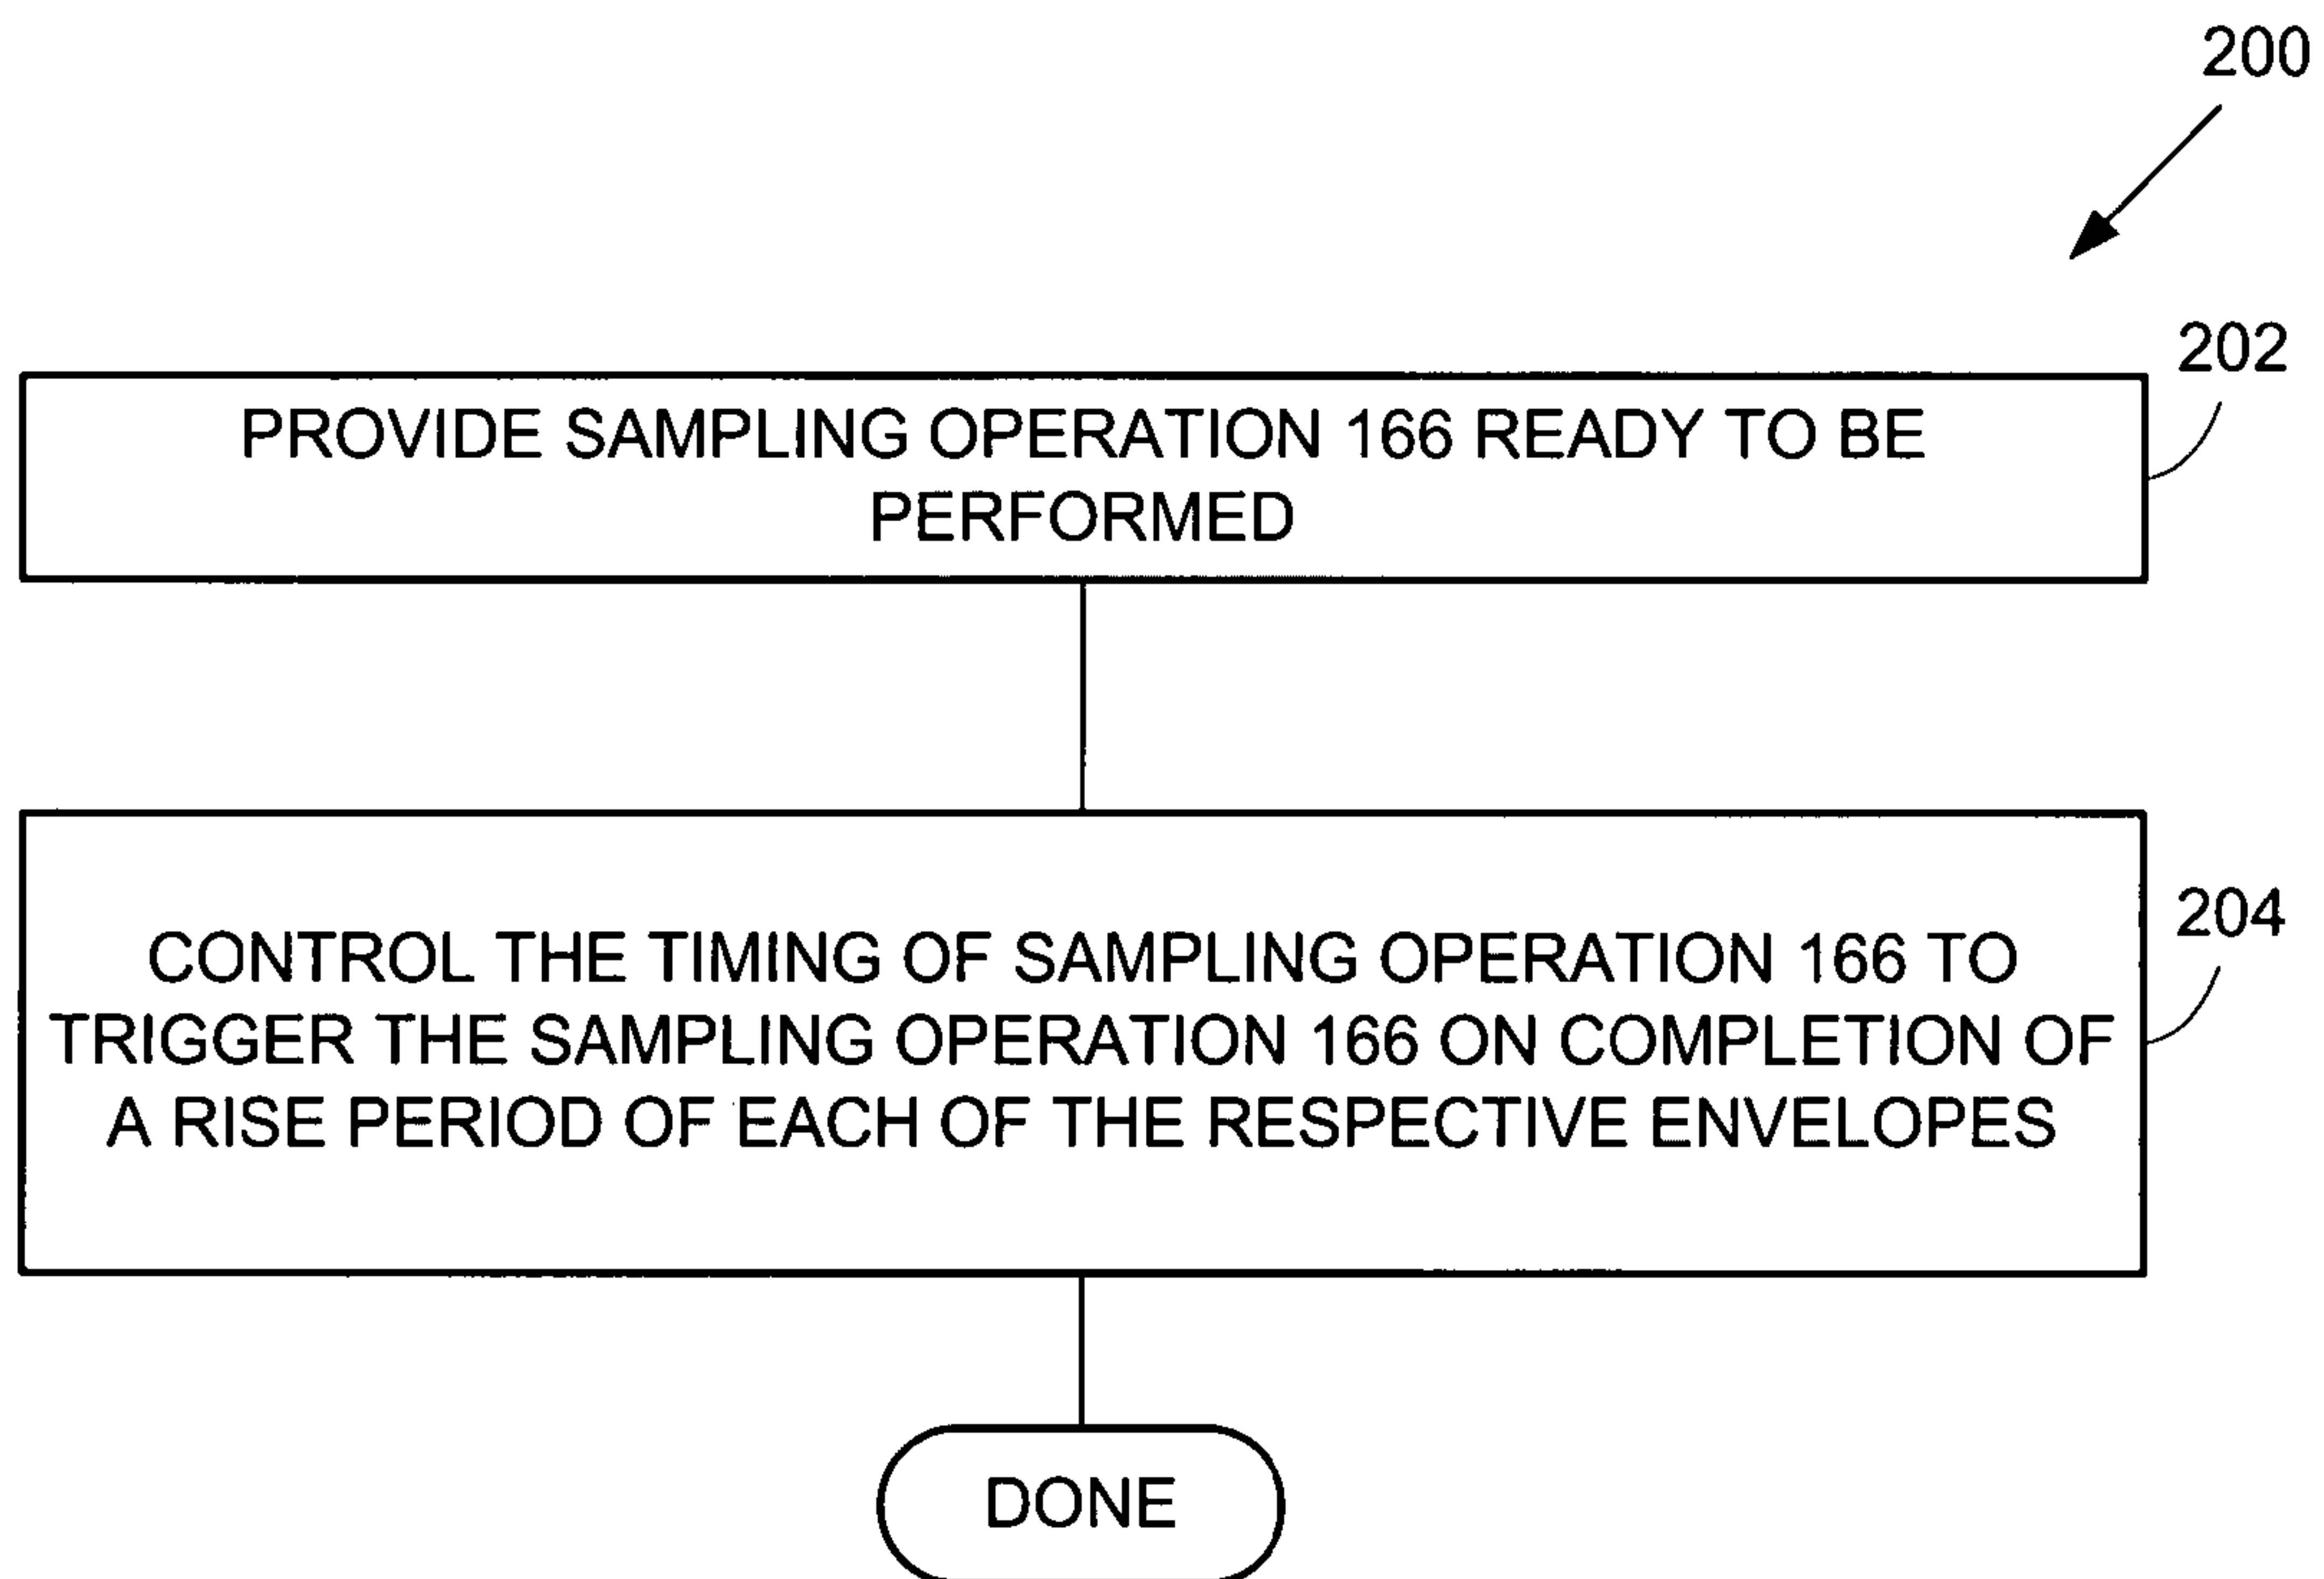 200
202
PROVIDE SAMPLING OPERATION 166 READY TO BE
PERFORMED
204
CONTROL THE TIMING OF SAMPLING OPERATION 166 TO
TRIGGER THE SAMPLING OPERATION 166 ON COMPLETION OF
A RISE PERIOD OF EACH OF THE RESPECTIVE ENVELOPES
DONE